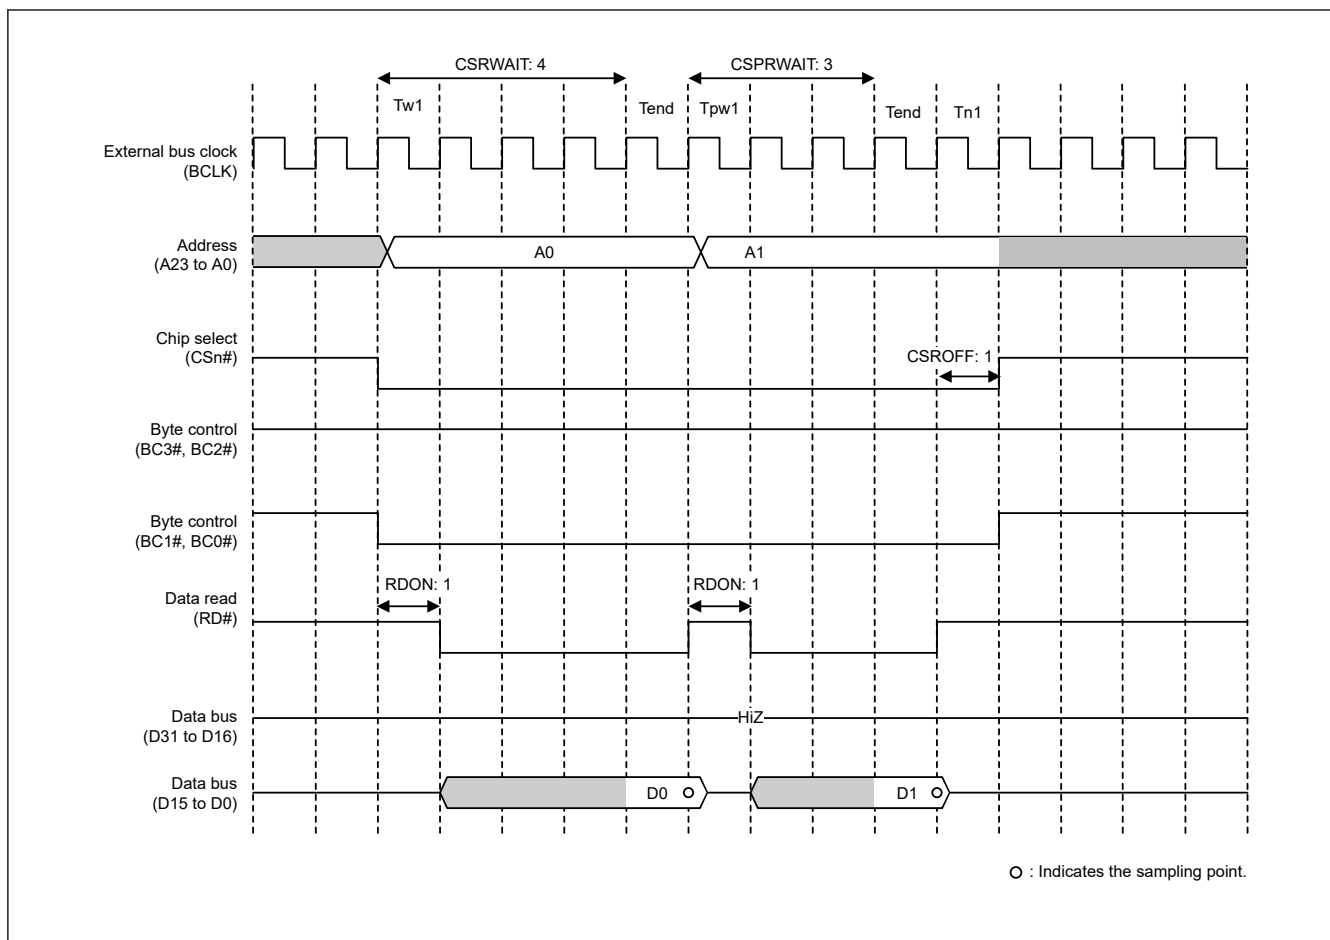 CSRWAIT: 4
CSPRWAIT: 3
Tw1
Tend
Tpw1
Tend
Tn1
External bus clock
(BCLK)
Address
(A23 to A0)
A0
A1
Chip select
(CSn#)
CSROFF: 1
Byte control
(BC3#, BC2#)
Byte control
(BC1#, BC0#)
RDON: 1
RDON: 1
Data read
(RD#)
Data bus
(D31 to D16)
HiZ
Data bus
(D15 to D0)
D0
D1
: Indicates the sampling point.